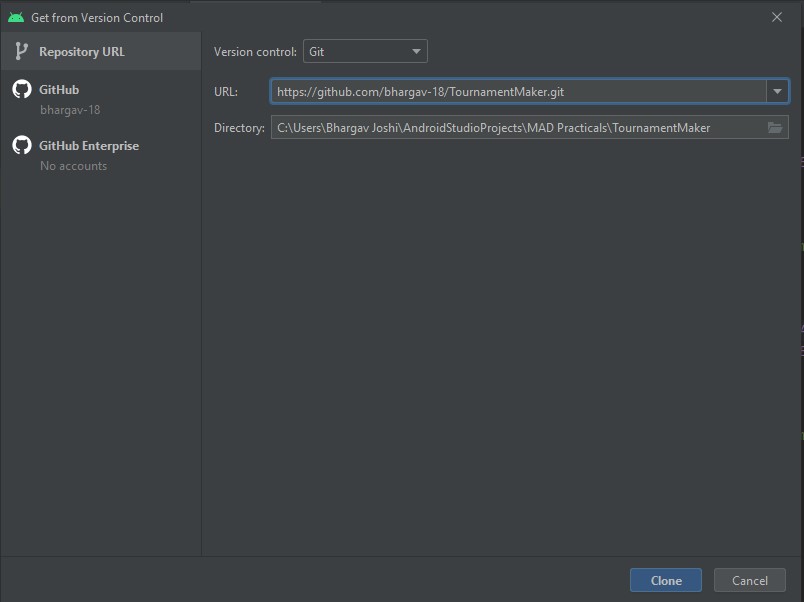 Get from Version Control
Repository URL
GitHub
bhargav-18
GitHub Enterprise
No accounts
Version control: Git
URL: https://github.com/bhargav-18/TournamentMaker.git
Directory: C:\Users\Bhargav Joshi\AndroidStudioProjects\MAD Practicals\TournamentMaker
Clone Cancel